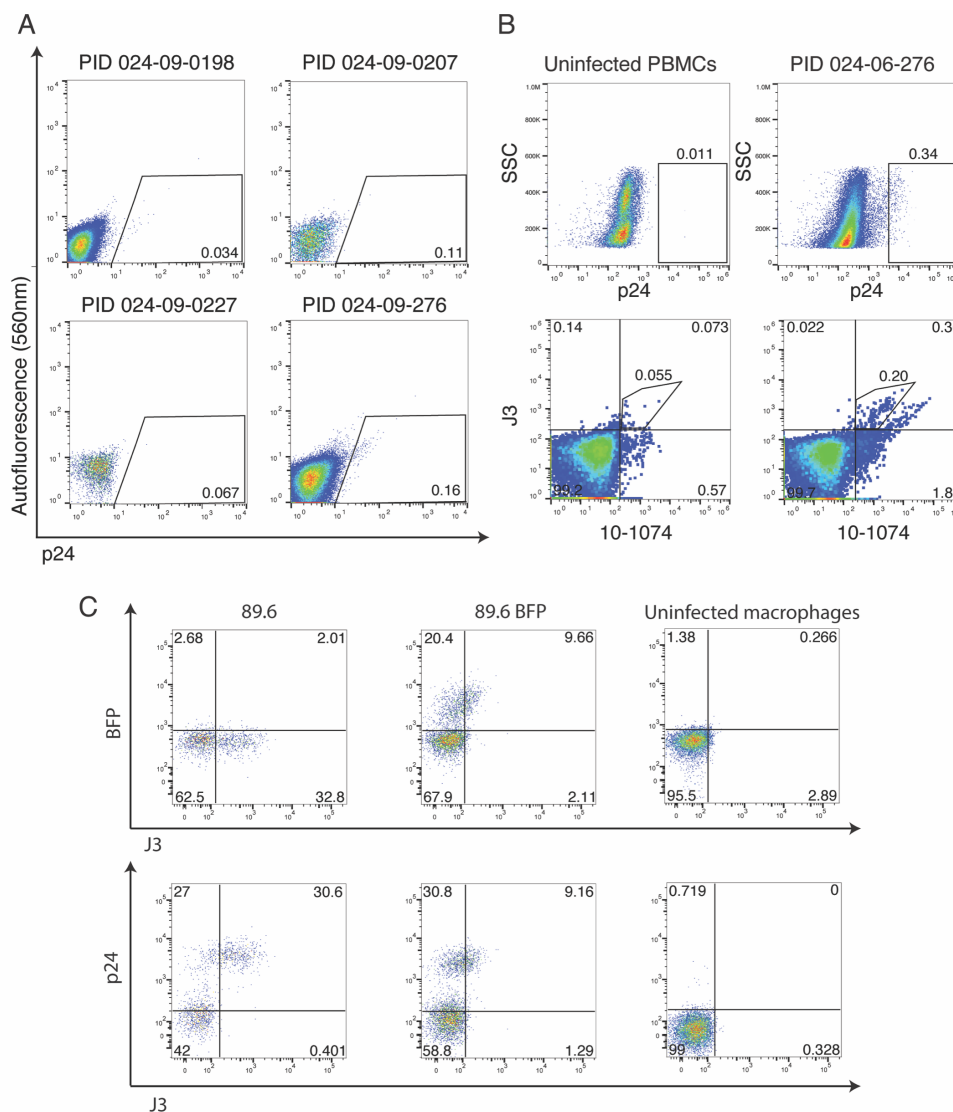 A
B
PID 024-09-0198
PID 024-09-0207
Uninfected PBMCs
PID 024-06-276
0.034
0.11
SSC
0.011
p24
SSC
0.34
p24
PID 024-09-0227
PID 024-09-276
0.067
0.16
Autofluorescence (560nm)
p24
0.14
0.073
0.055
99.2
0.57
J3
10-1074
0.022
0.3
0.20
99.7
1.8
10-1074
C
89.6
89.6 BFP
Uninfected macrophages
BFP
2.68
2.01
62.5
32.8
20.4
9.66
67.9
2.11
1.38
0.266
95.5
2.89
J3
p24
27
30.6
42
0.401
30.8
9.16
58.8
1.29
0.719
0
99
0.328
J3